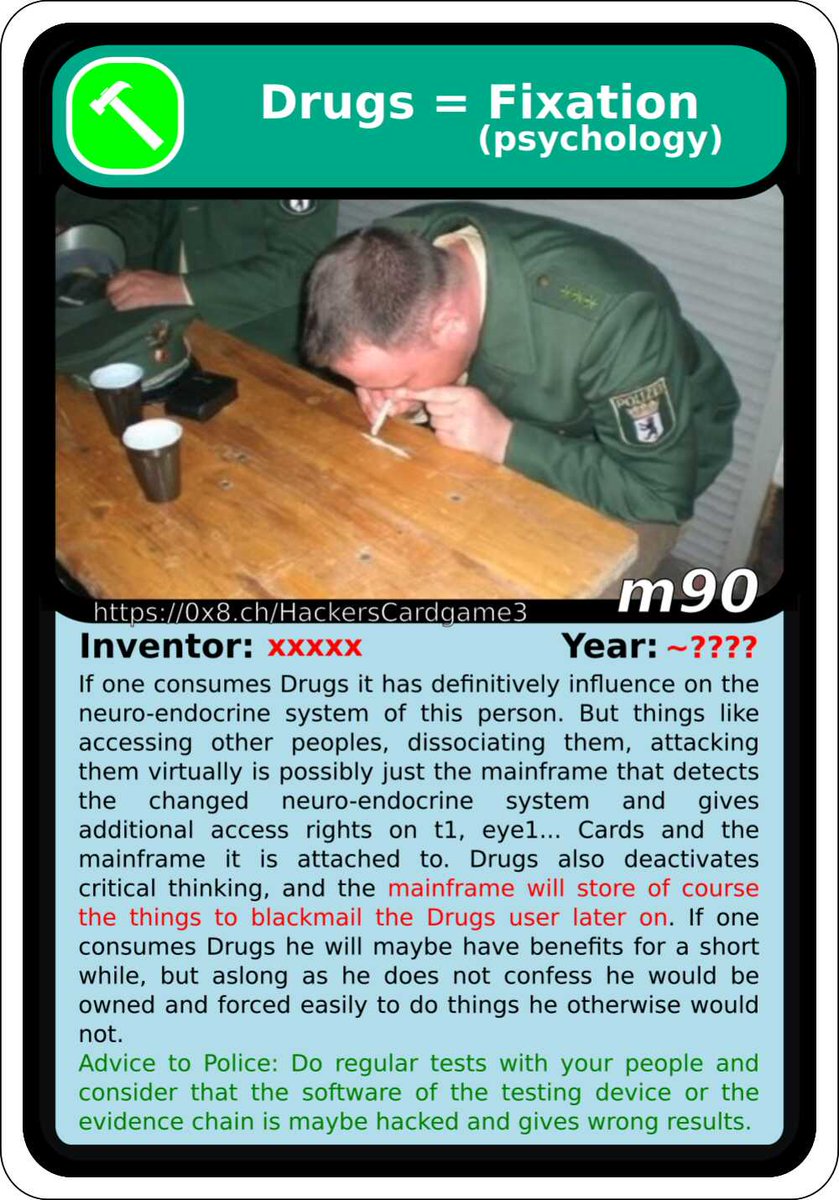 Drugs = Fixation
(psychology)
POLIZEI
m90
https://0x8.ch/HackersCardgame3
Inventor: xxxxx Year: ~????
If one consumes Drugs it has definitively influence on the
neuro-endocrine system of this person. But things like
accessing other peoples, dissociating them, attacking
them virtually is possibly just the mainframe that detects
the changed neuro-endocrine system and gives
additional access rights on t1, eye1... Cards and the
mainframe it is attached to. Drugs also deactivates
critical thinking, and the mainframe will store of course
the things to blackmail the Drugs user later on. If one
consumes Drugs he will maybe have benefits for a short
while, but aslong as he does not confess he would be
owned and forced easily to do things he otherwise would
not.
Advice to Police: Do regular tests with your people and
consider that the software of the testing device or the
evidence chain is maybe hacked and gives wrong results.